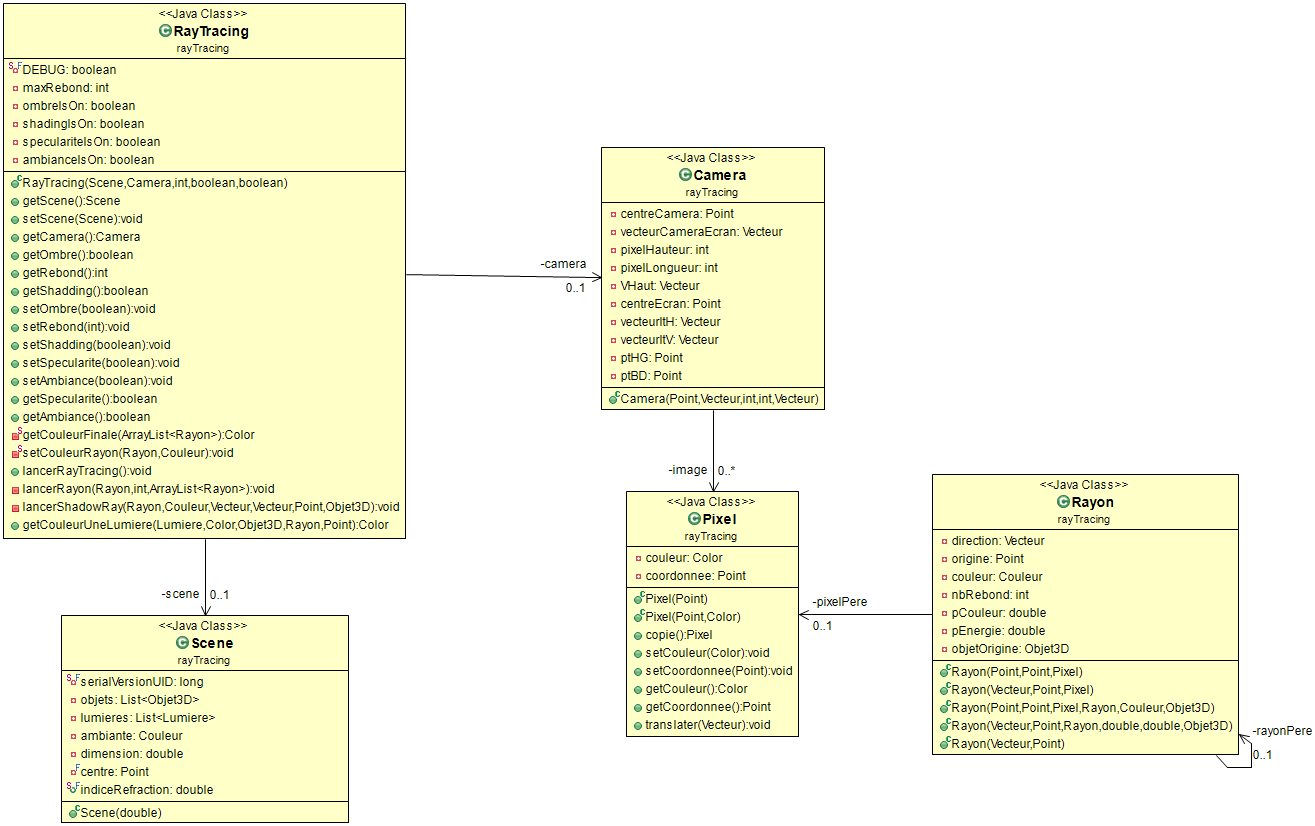 <<Java Class>>
RayTracing
rayTracing
DEBUG: boolean
maxRebond: int
ombreIsOn: boolean
shadingIsOn: boolean
speculariteIsOn: boolean
ambianceIsOn: boolean
RayTracing(Scene,Camera,int,boolean,boolean)
getScene():Scene
setScene(Scene):void
getCamera():Camera
getOmbre():boolean
getRebond():int
getShadding():boolean
setOmbre(boolean):void
setRebond(int):void
setShadding(boolean):void
setSpecularite(boolean):void
setAmbiance(boolean):void
getSpecularite():boolean
getAmbiance():boolean
getCouleurFinale(ArrayList<Rayon>):Color
setCouleurRayon(Rayon,Couleur):void
lancerRayTracing():void
lancerRayon(Rayon,int,ArrayList<Rayon>):void
lancerShadowRay(Rayon,Couleur,Vecteur,Vecteur,Point,Objet3D):void
getCouleurUneLumiere(Lumiere,Color,Objet3D,Rayon,Point):Color
-camera
0..1
<<Java Class>>
Camera
rayTracing
centreCamera: Point
vecteurCameraEcran: Vecteur
pixelHauteur: int
pixelLongueur: int
VHaut: Vecteur
centreEcran: Point
vecteurItH: Vecteur
vecteurItV: Vecteur
ptHG: Point
ptBD: Point
Camera(Point,Vecteur,int,int,Vecteur)
-image 0..*
-scene 0..1
<<Java Class>>
Scene
rayTracing
serialVersionUID: long
objets: List<Objet3D>
lumieres: List<Lumiere>
ambiante: Couleur
dimension: double
centre: Point
indiceRefraction: double
Scene(double)
<<Java Class>>
Pixel
rayTracing
couleur: Color
coordonnee: Point
Pixel(Point)
Pixel(Point,Color)
copie():Pixel
setCouleur(Color):void
setCoordonnee(Point):void
getCouleur():Color
getCoordonnee():Point
translater(Vecteur):void
-pixelPere
0..1
<<Java Class>>
Rayon
rayTracing
direction: Vecteur
origine: Point
couleur: Couleur
nbRebond: int
pCouleur: double
pEnergie: double
objetOrigine: Objet3D
Rayon(Point,Point,Pixel)
Rayon(Vecteur,Point,Pixel)
Rayon(Point,Point,Pixel,Rayon,Couleur,Objet3D)
Rayon(Vecteur,Point,Rayon,double,double,Objet3D)
Rayon(Vecteur,Point)
-rayonPere
0..1